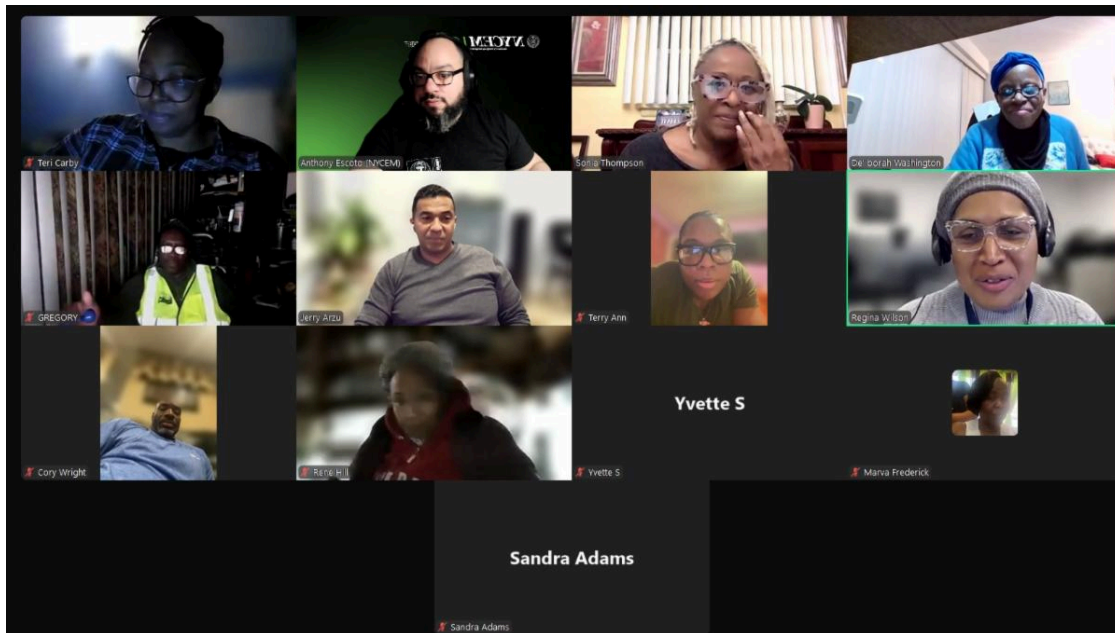 NYCEM
Teri Carby
Anthony Escoto (NYCEM)
Sonia Thompson
Deborah Washington
GREGORY
Jerry Arzu
Terry Ann
Regina Wilson
Cory Wright
Rene Hill
Yvette S
Yvette S
Marva Frederick
Sandra Adams
Sandra Adams